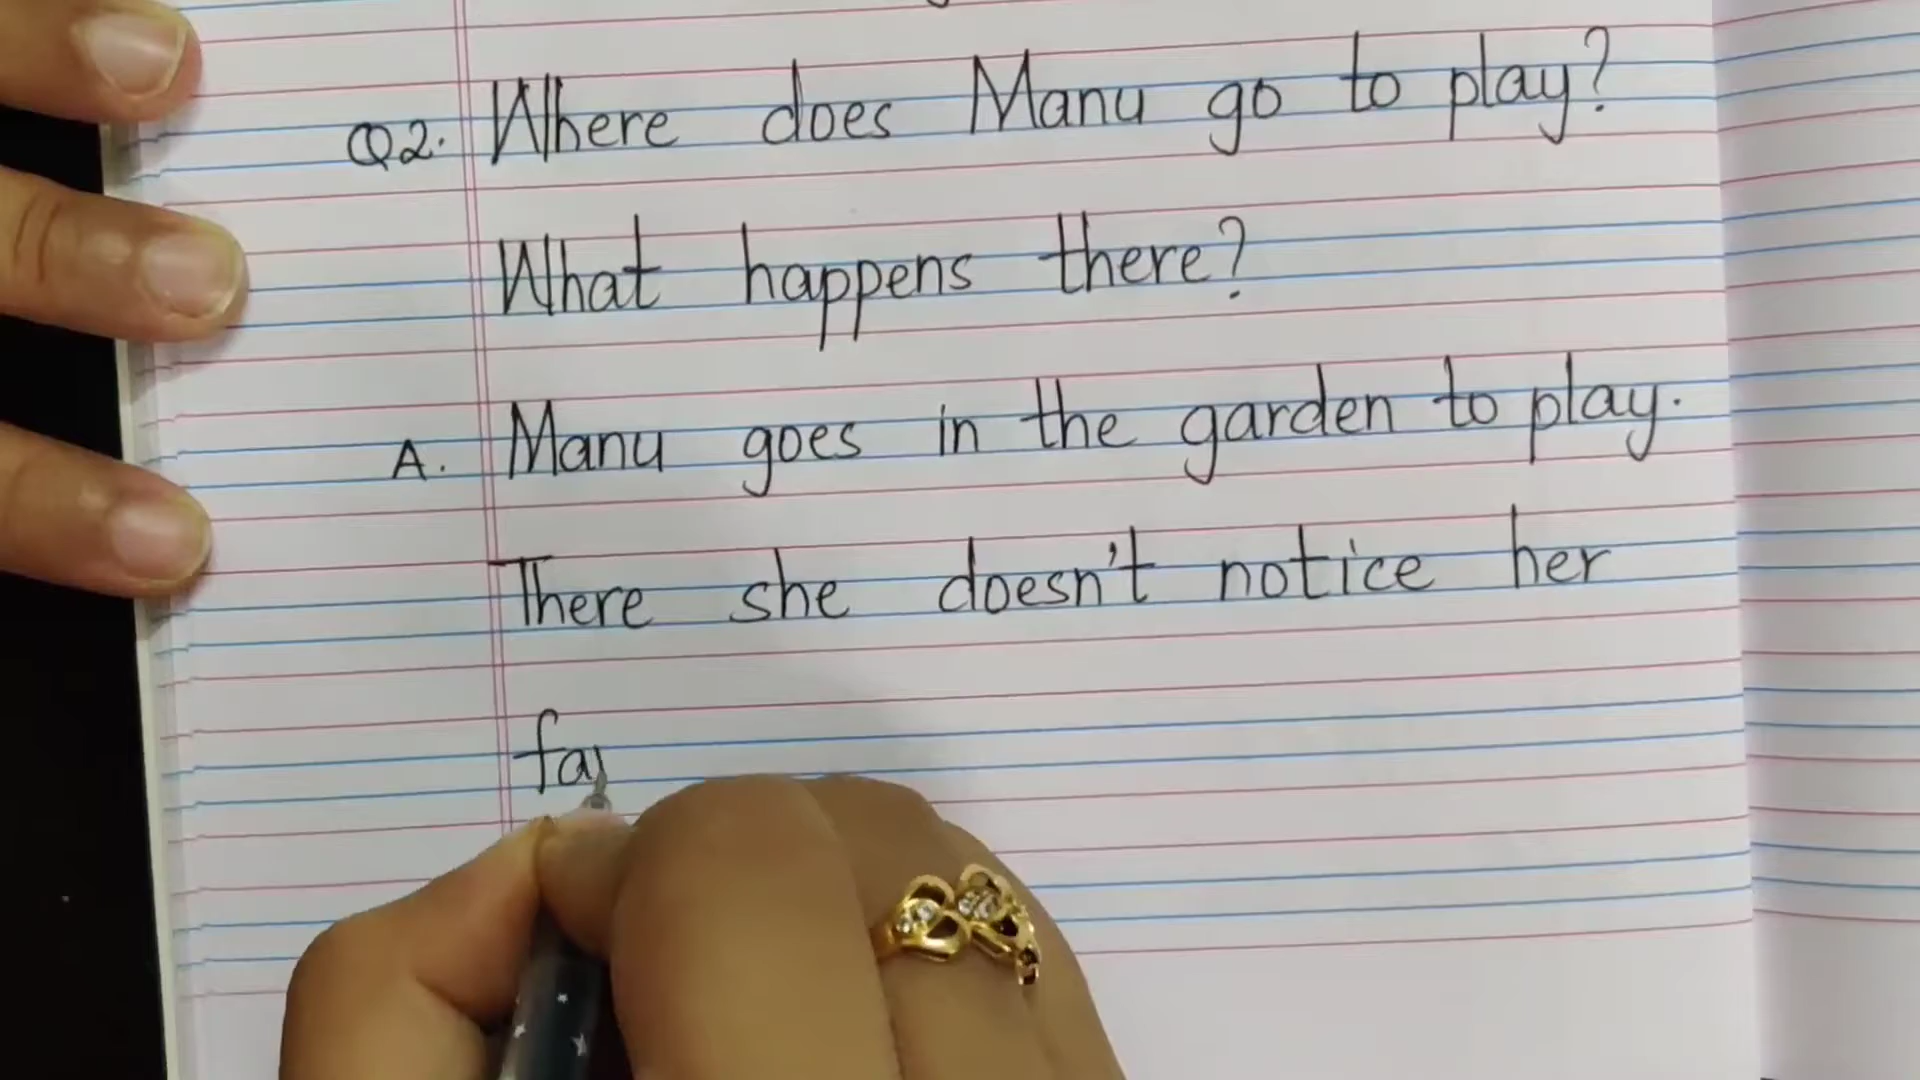 Q2. Where does Manu go to play?
What happens there?
A. Manu goes in the garden to play.
There she doesn't notice her